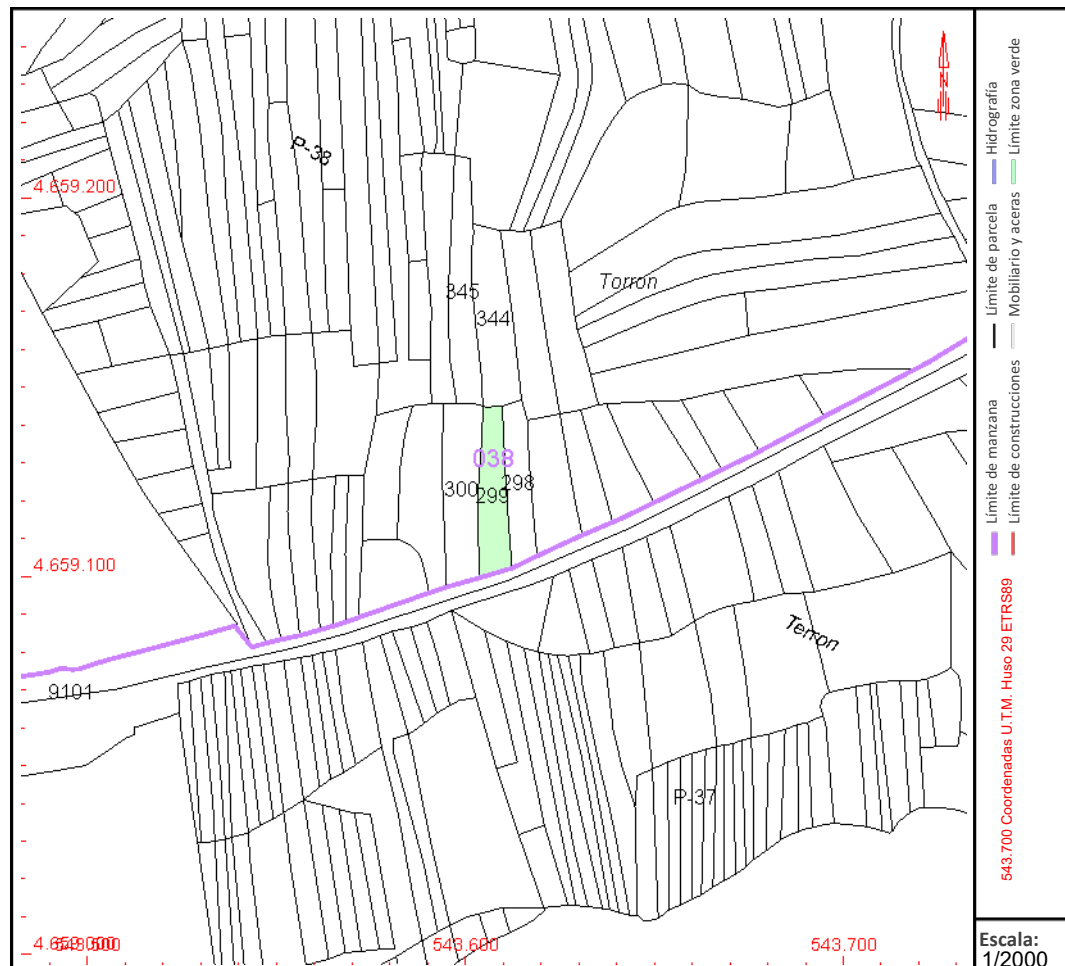 P-38
4.659.200
Torron
345
344
038
300
299
298
4.659.100
Terron
9101
P-37
543.600
543.700
Límite de manzana
Límite de construcciones
Límite de parcela
Mobiliario y aceras
Hidrografía
Límite zona verde
543.700 Coordenadas U.T.M. Huso 29 ETRS89
N
Escala:
1/2000